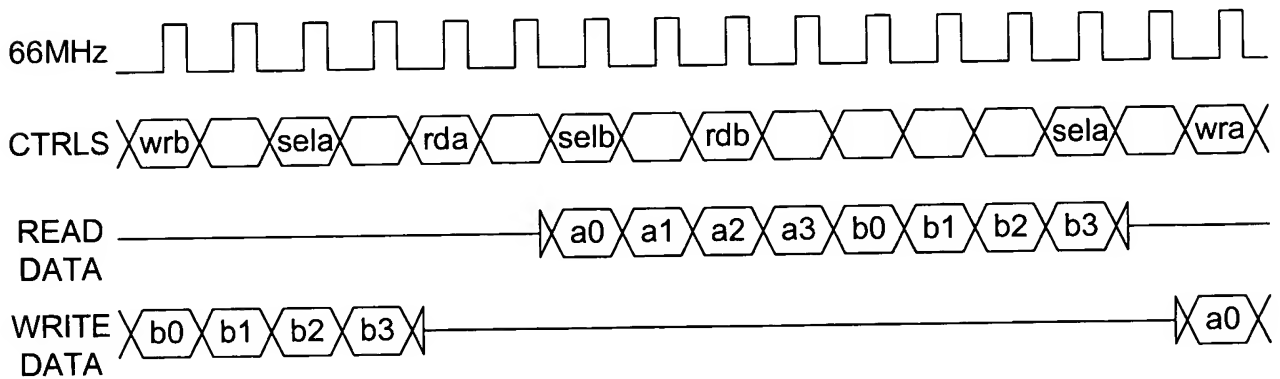 66MHz
CTRLS wrb sela rda selb rdb sela wra
READ DATA a0 a1 a2 a3 b0 b1 b2 b3
WRITE DATA b0 b1 b2 b3 a0